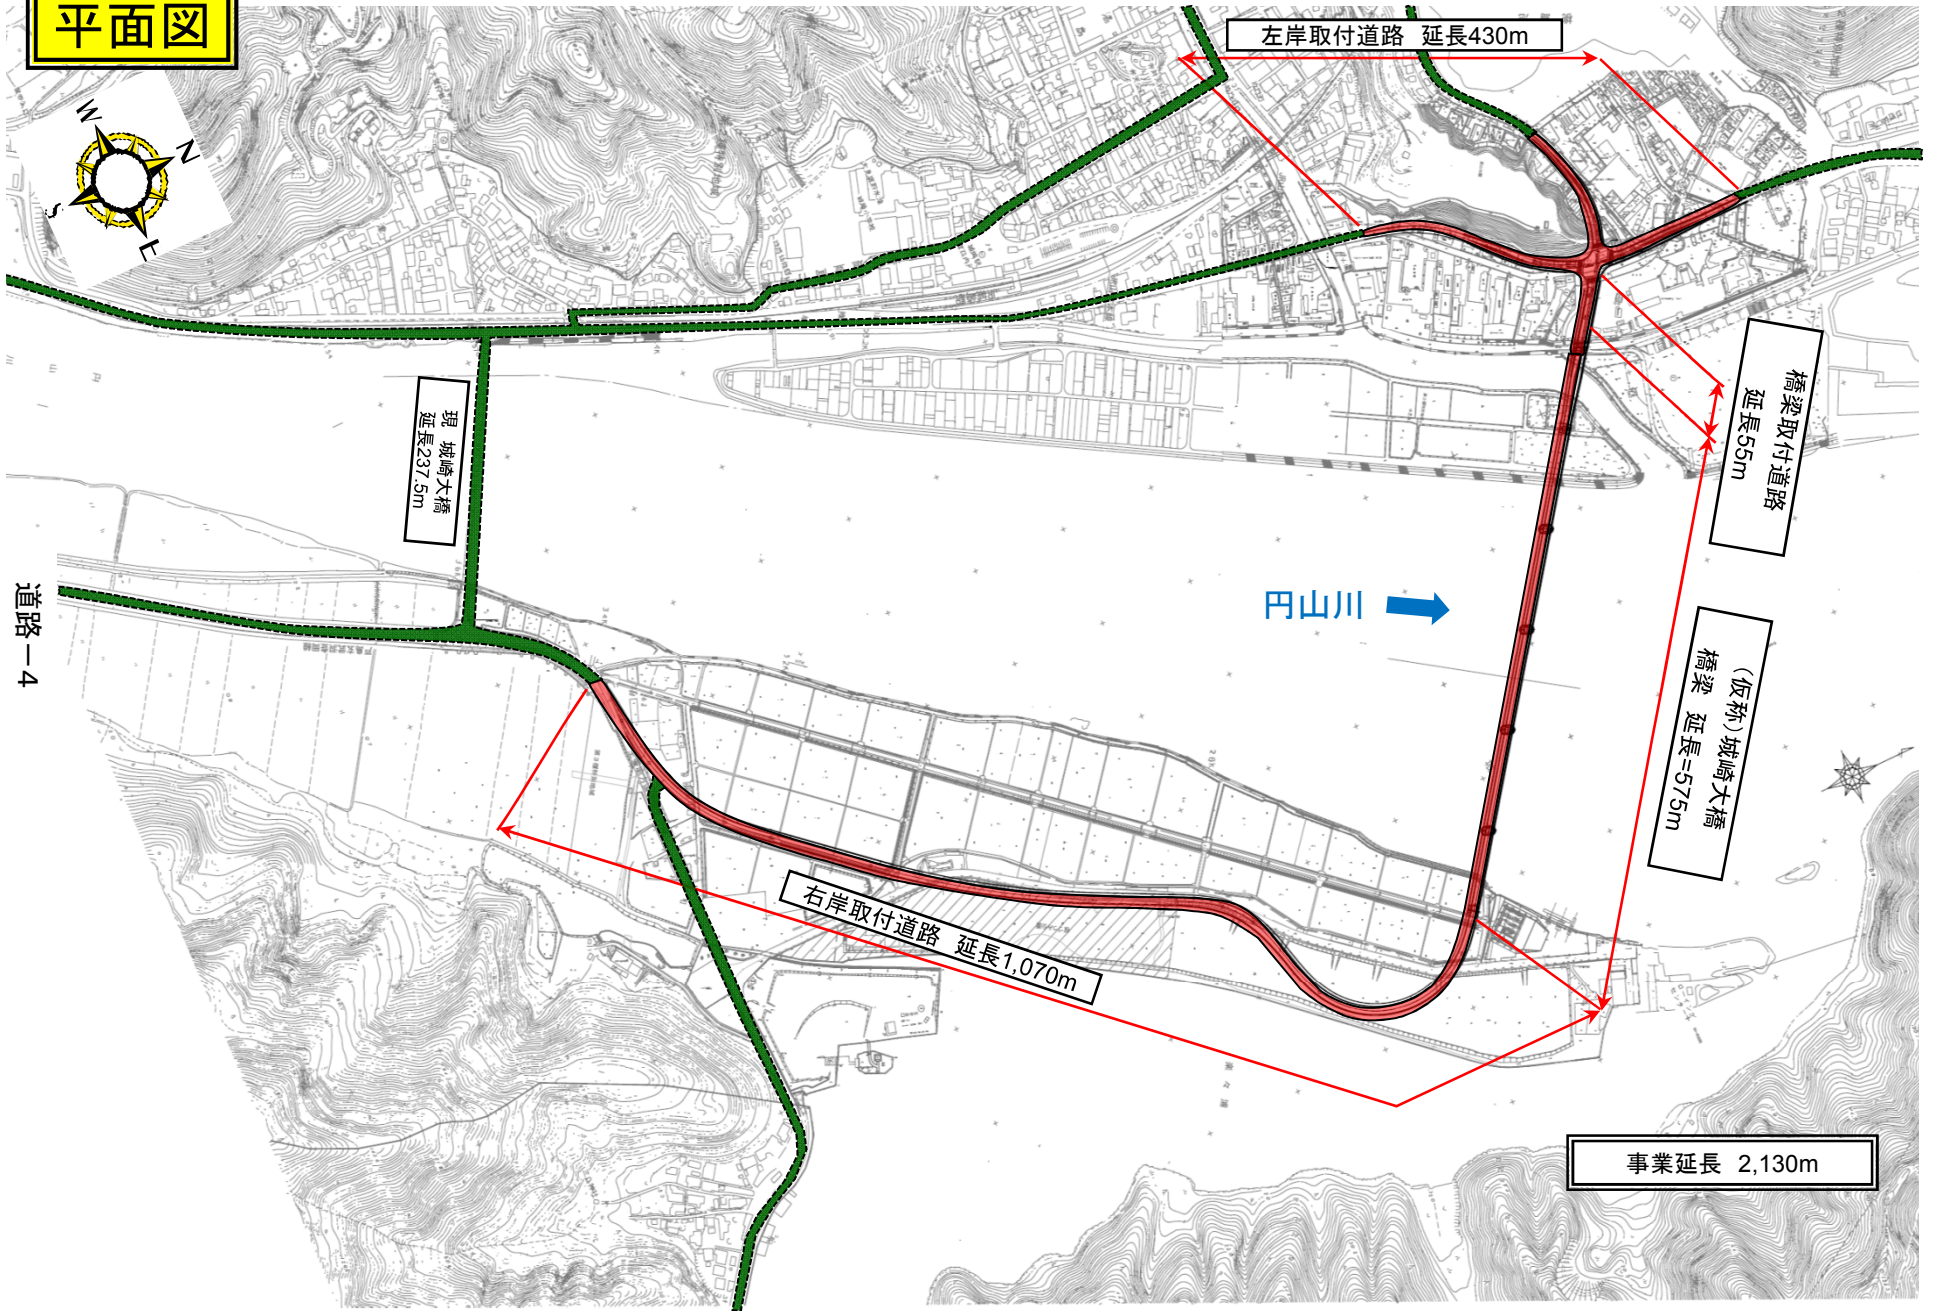 平面図
左岸取付道路 延長430m
W
N
S
E
橋梁取付道路
延長55m
現 城崎大橋
延長237.5m
円山川
(仮称)城崎大橋
橋梁 延長=575m
道路－4
右岸取付道路 延長1,070m
事業延長 2,130m